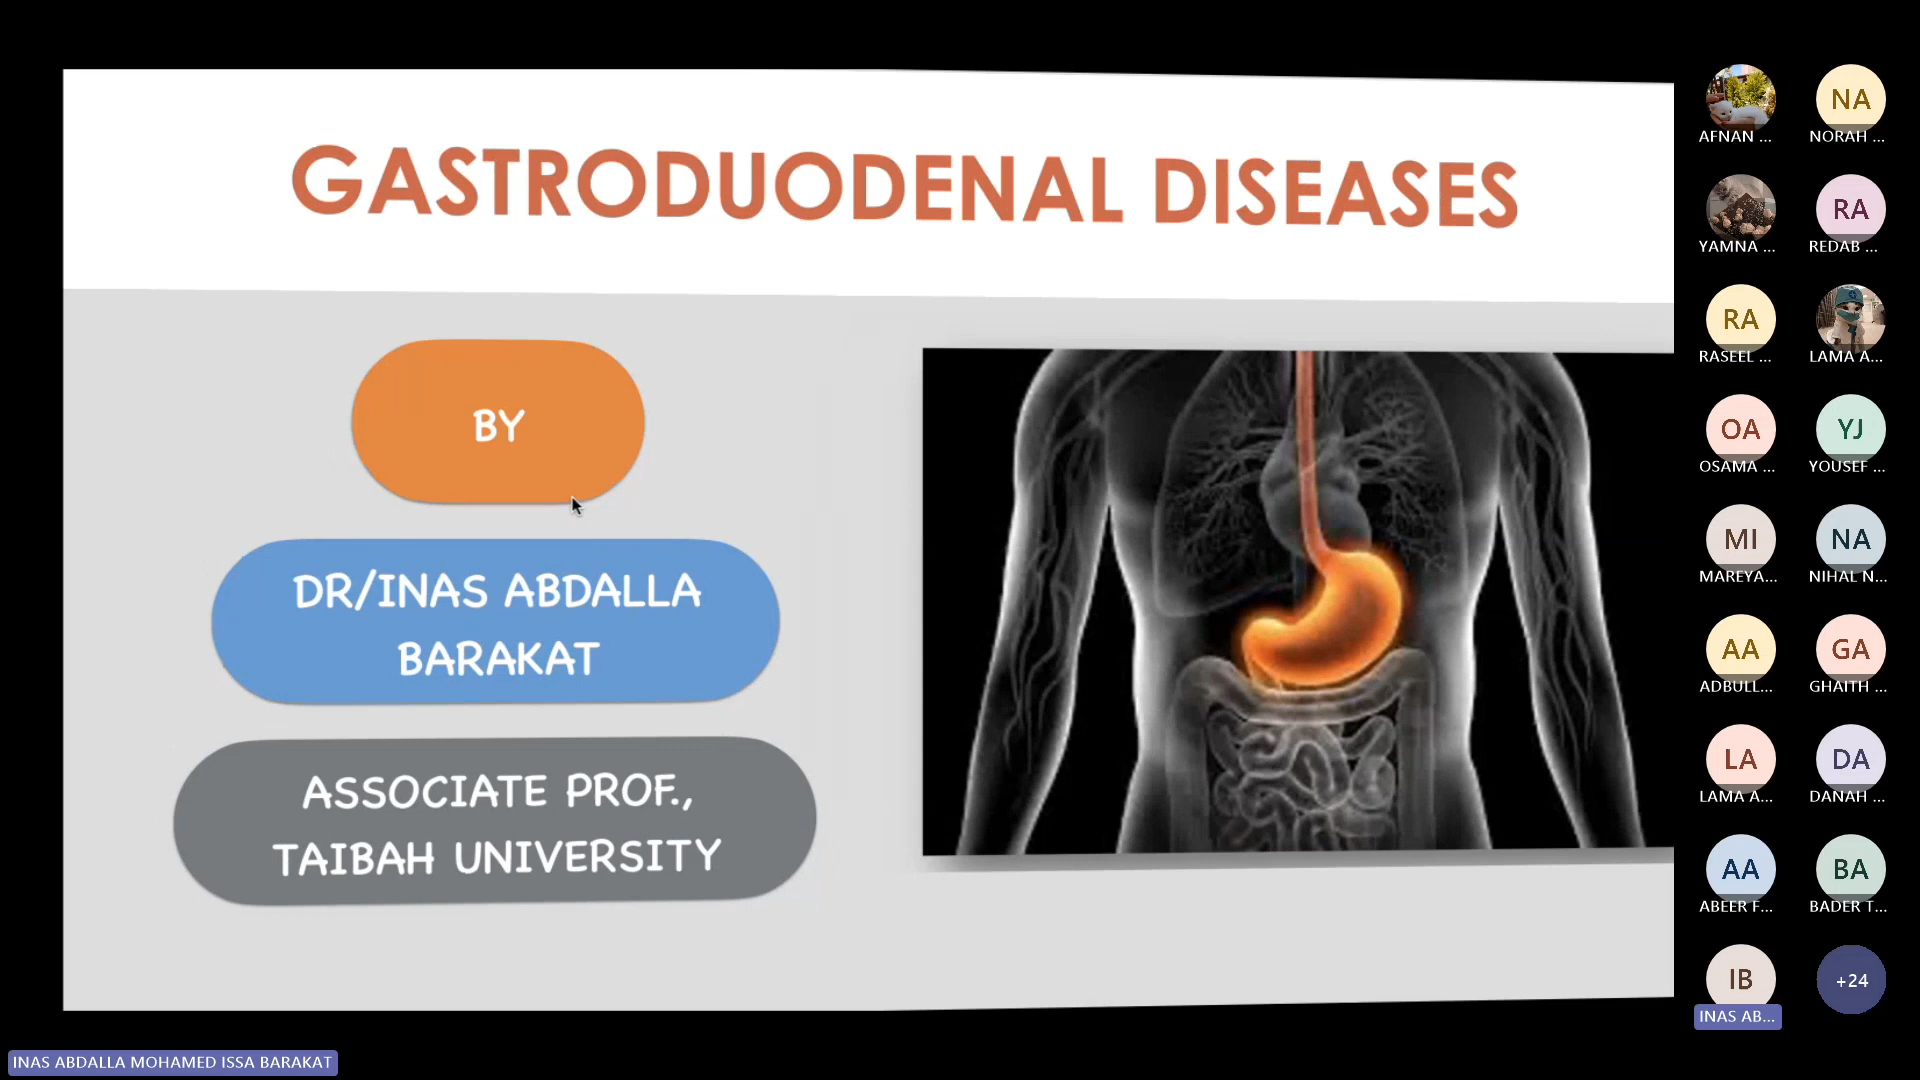 GASTRODUODENAL DISEASES
BY
DR/INAS ABDALLA
BARAKAT
ASSOCIATE PROF.,
TAIBAH UNIVERSITY
AFNAN ...
NA
NORAH ...
YAMNA ...
RA
REDAB ...
RA
RASEEL ...
LAMA A...
OA
OSAMA ...
YJ
YOUSEF ...
MI
MAREYA...
NA
NIHAL N...
AA
ADBULL...
GA
GHAITH ...
LA
LAMA A...
DA
DANAH ...
AA
ABEER F...
BA
BADER T...
IB
INAS AB...
+24
INAS ABDALLA MOHAMED ISSA BARAKAT